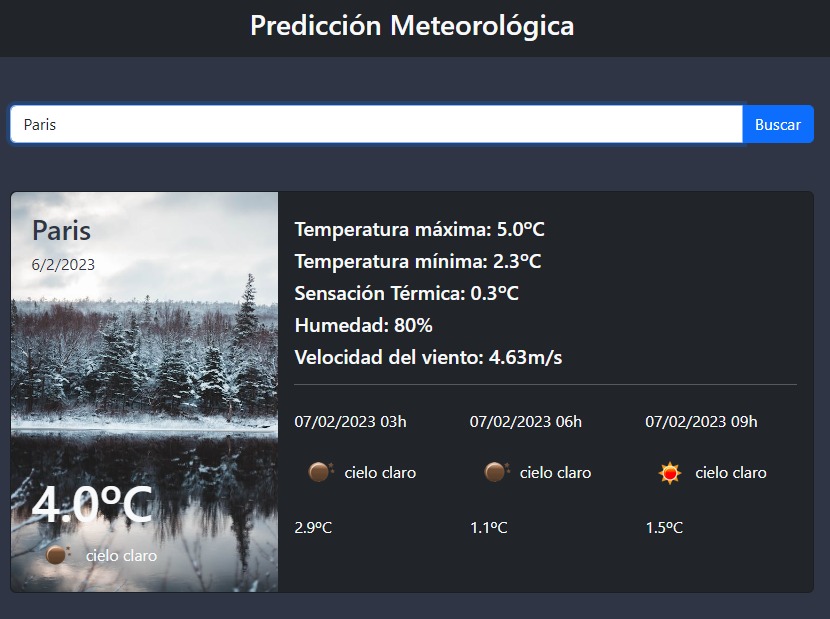 Predicción Meteorológica
Paris
Buscar
Paris
6/2/2023
4.0ºC
cielo claro
Temperatura máxima: 5.0ºC
Temperatura mínima: 2.3ºC
Sensación Térmica: 0.3ºC
Humedad: 80%
Velocidad del viento: 4.63m/s
07/02/2023 03h
cielo claro
2.9ºC
07/02/2023 06h
cielo claro
1.1ºC
07/02/2023 09h
cielo claro
1.5ºC